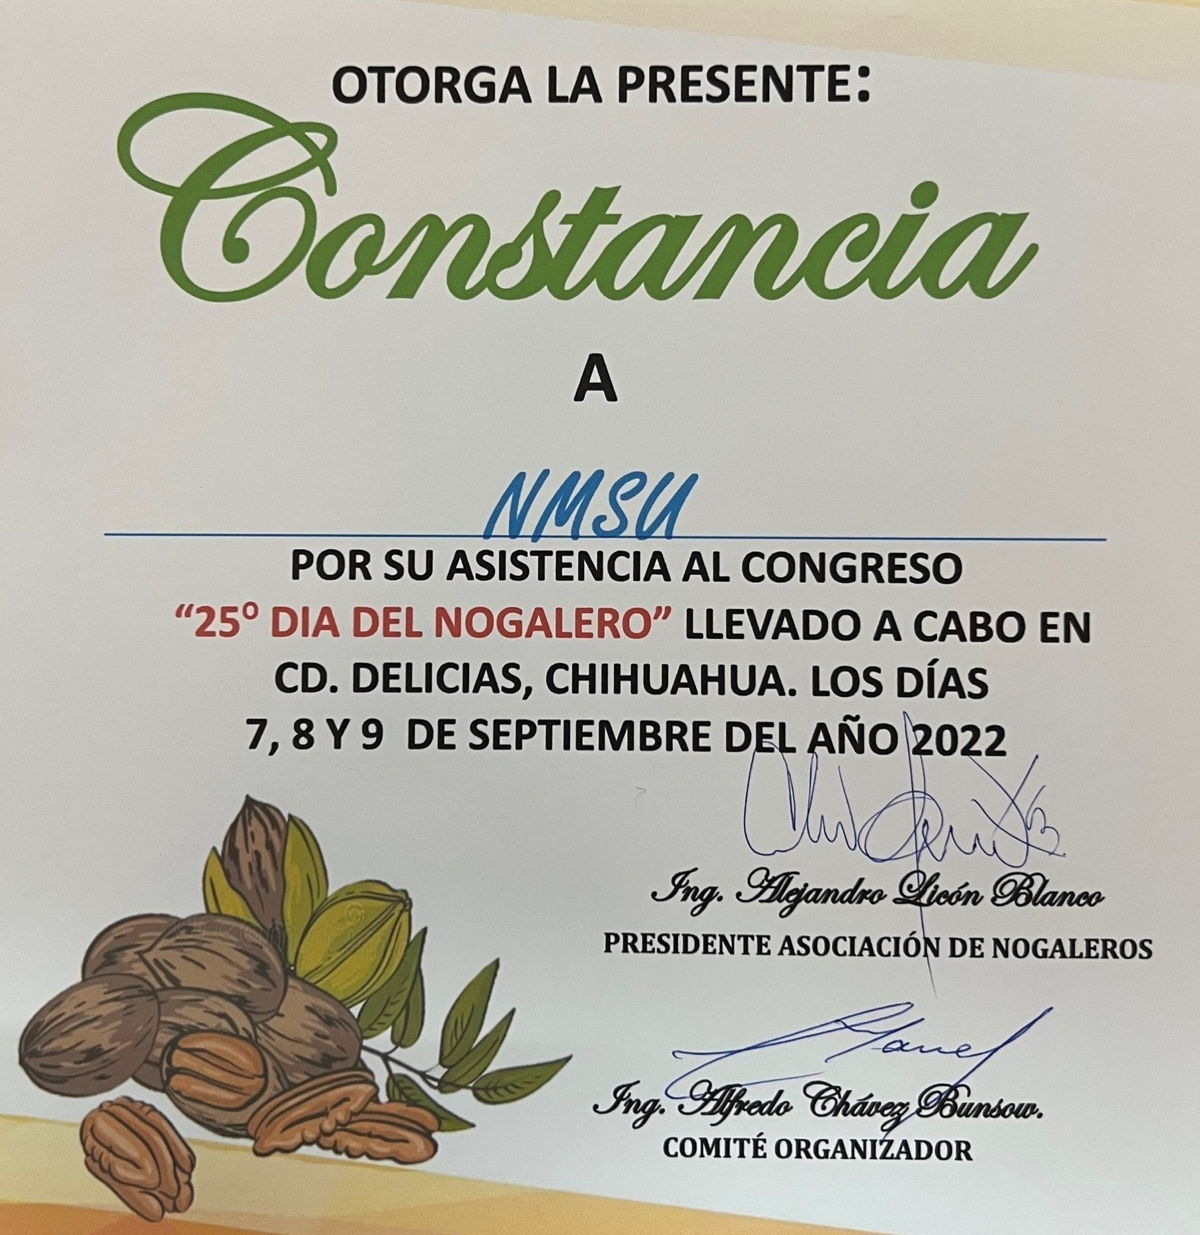 OTORGA LA PRESENTE:
Constancia
A
NMSU
POR SU ASISTENCIA AL CONGRESO
“25º DIA DEL NOGALERO” LLEVADO A CABO EN
CD. DELICIAS, CHIHUAHUA. LOS DÍAS
7, 8 Y 9 DE SEPTIEMBRE DEL AÑO 2022
Ing. Alejandro Licón Blanco
PRESIDENTE ASOCIACIÓN DE NOGALEROS
Ing. Alfredo Chávez Bunsow.
COMITÉ ORGANIZADOR